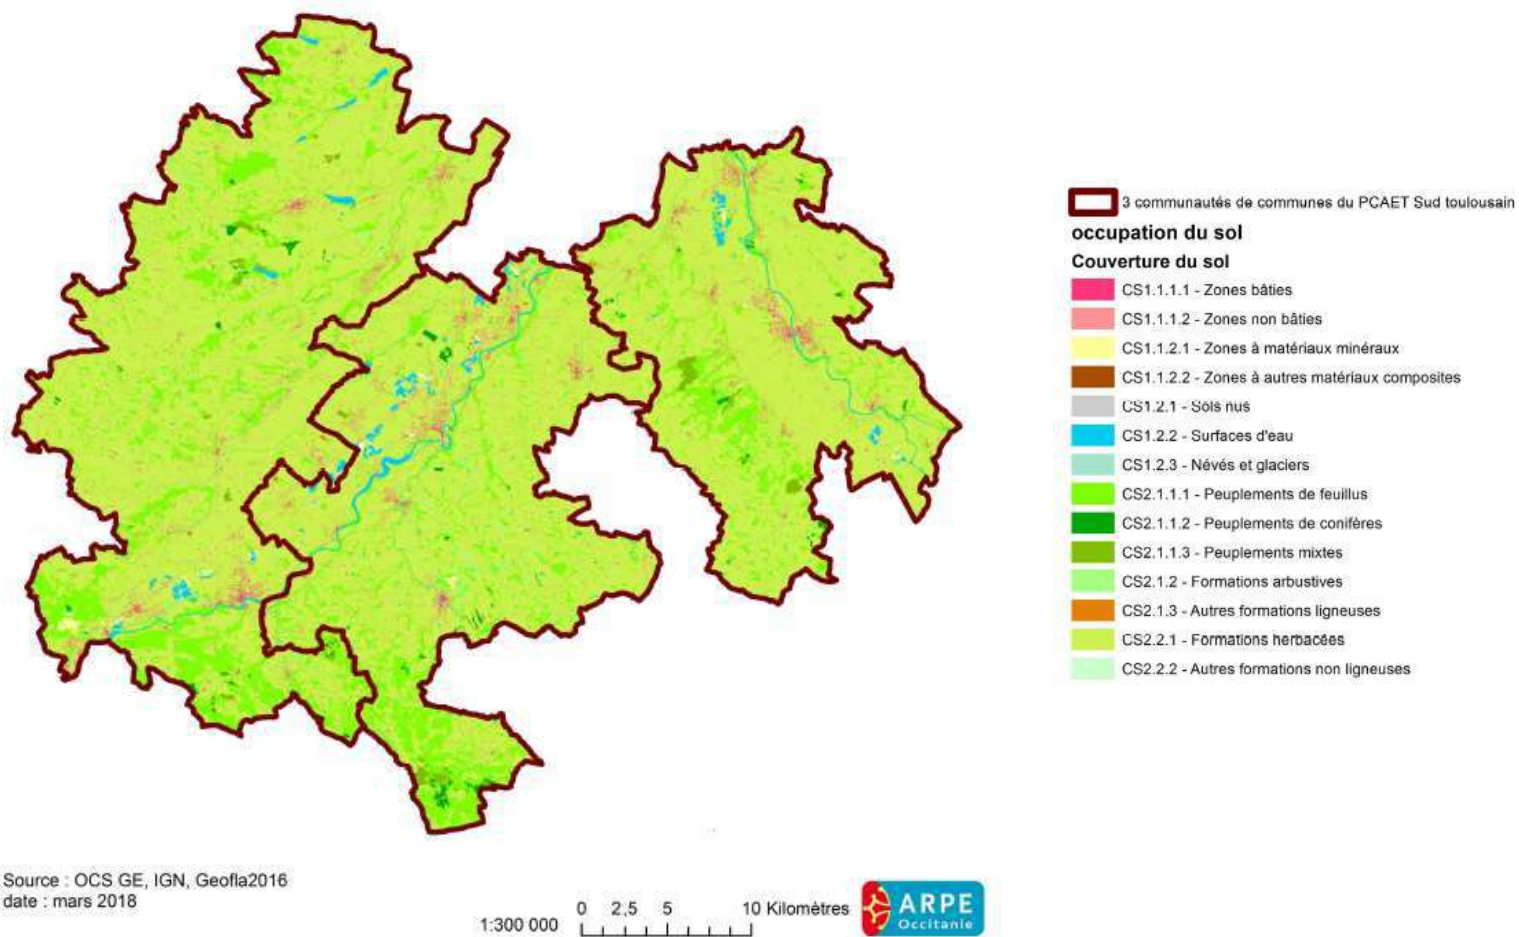 3 communautés de communes du PCAET Sud toulousain
occupation du sol
Couverture du sol
CS1.1.1.1 - Zones bâties
CS1.1.1.2 - Zones non bâties
CS1.1.2.1 - Zones à matériaux minéraux
CS1.1.2.2 - Zones à autres matériaux composites
CS1.2.1 - Sols nus
CS1.2.2 - Surfaces d'eau
CS1.2.3 - Névés et glaciers
CS2.1.1.1 - Peuplements de feuillus
CS2.1.1.2 - Peuplements de conifères
CS2.1.1.3 - Peuplements mixtes
CS2.1.2 - Formations arbustives
CS2.1.3 - Autres formations ligneuses
CS2.2.1 - Formations herbacées
CS2.2.2 - Autres formations non ligneuses
Source : OCS GE, IGN, Geofla2016
date : mars 2018
1:300 000
0 2,5 5 10 Kilomètres
ARPE
Occitanie